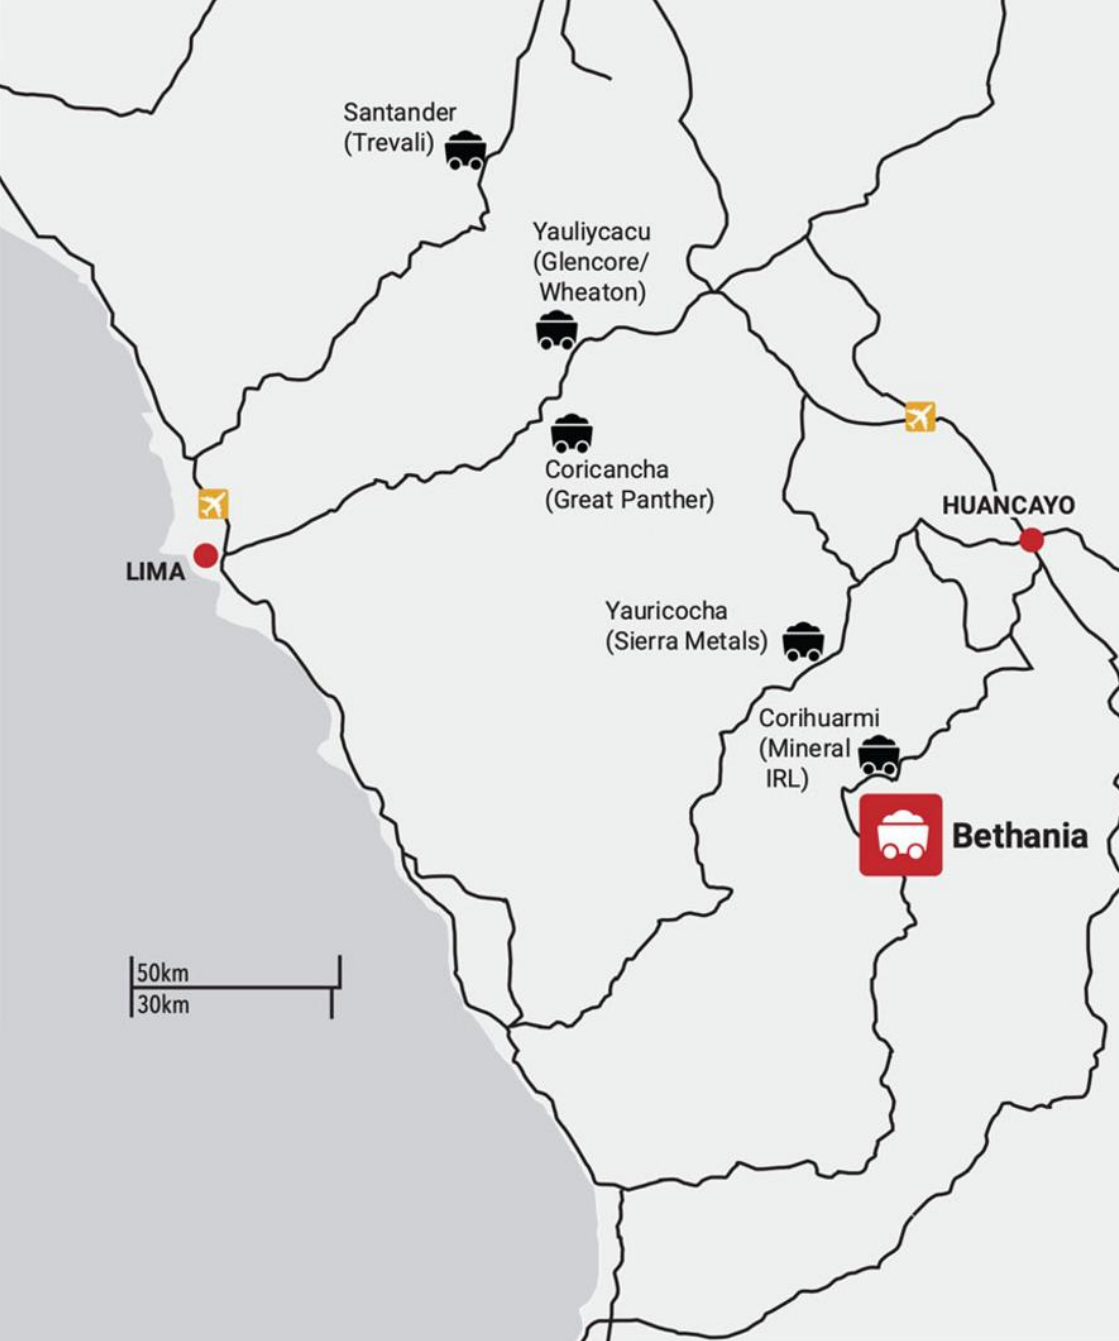 Santander
(Trevali)
Yauliycacu
(Glencore/
Wheaton)
Coricancha
(Great Panther)
HUANCAYO
LIMA
Yauricocha
(Sierra Metals)
Corihuarmi
(Mineral
IRL)
Bethania
50km
30km